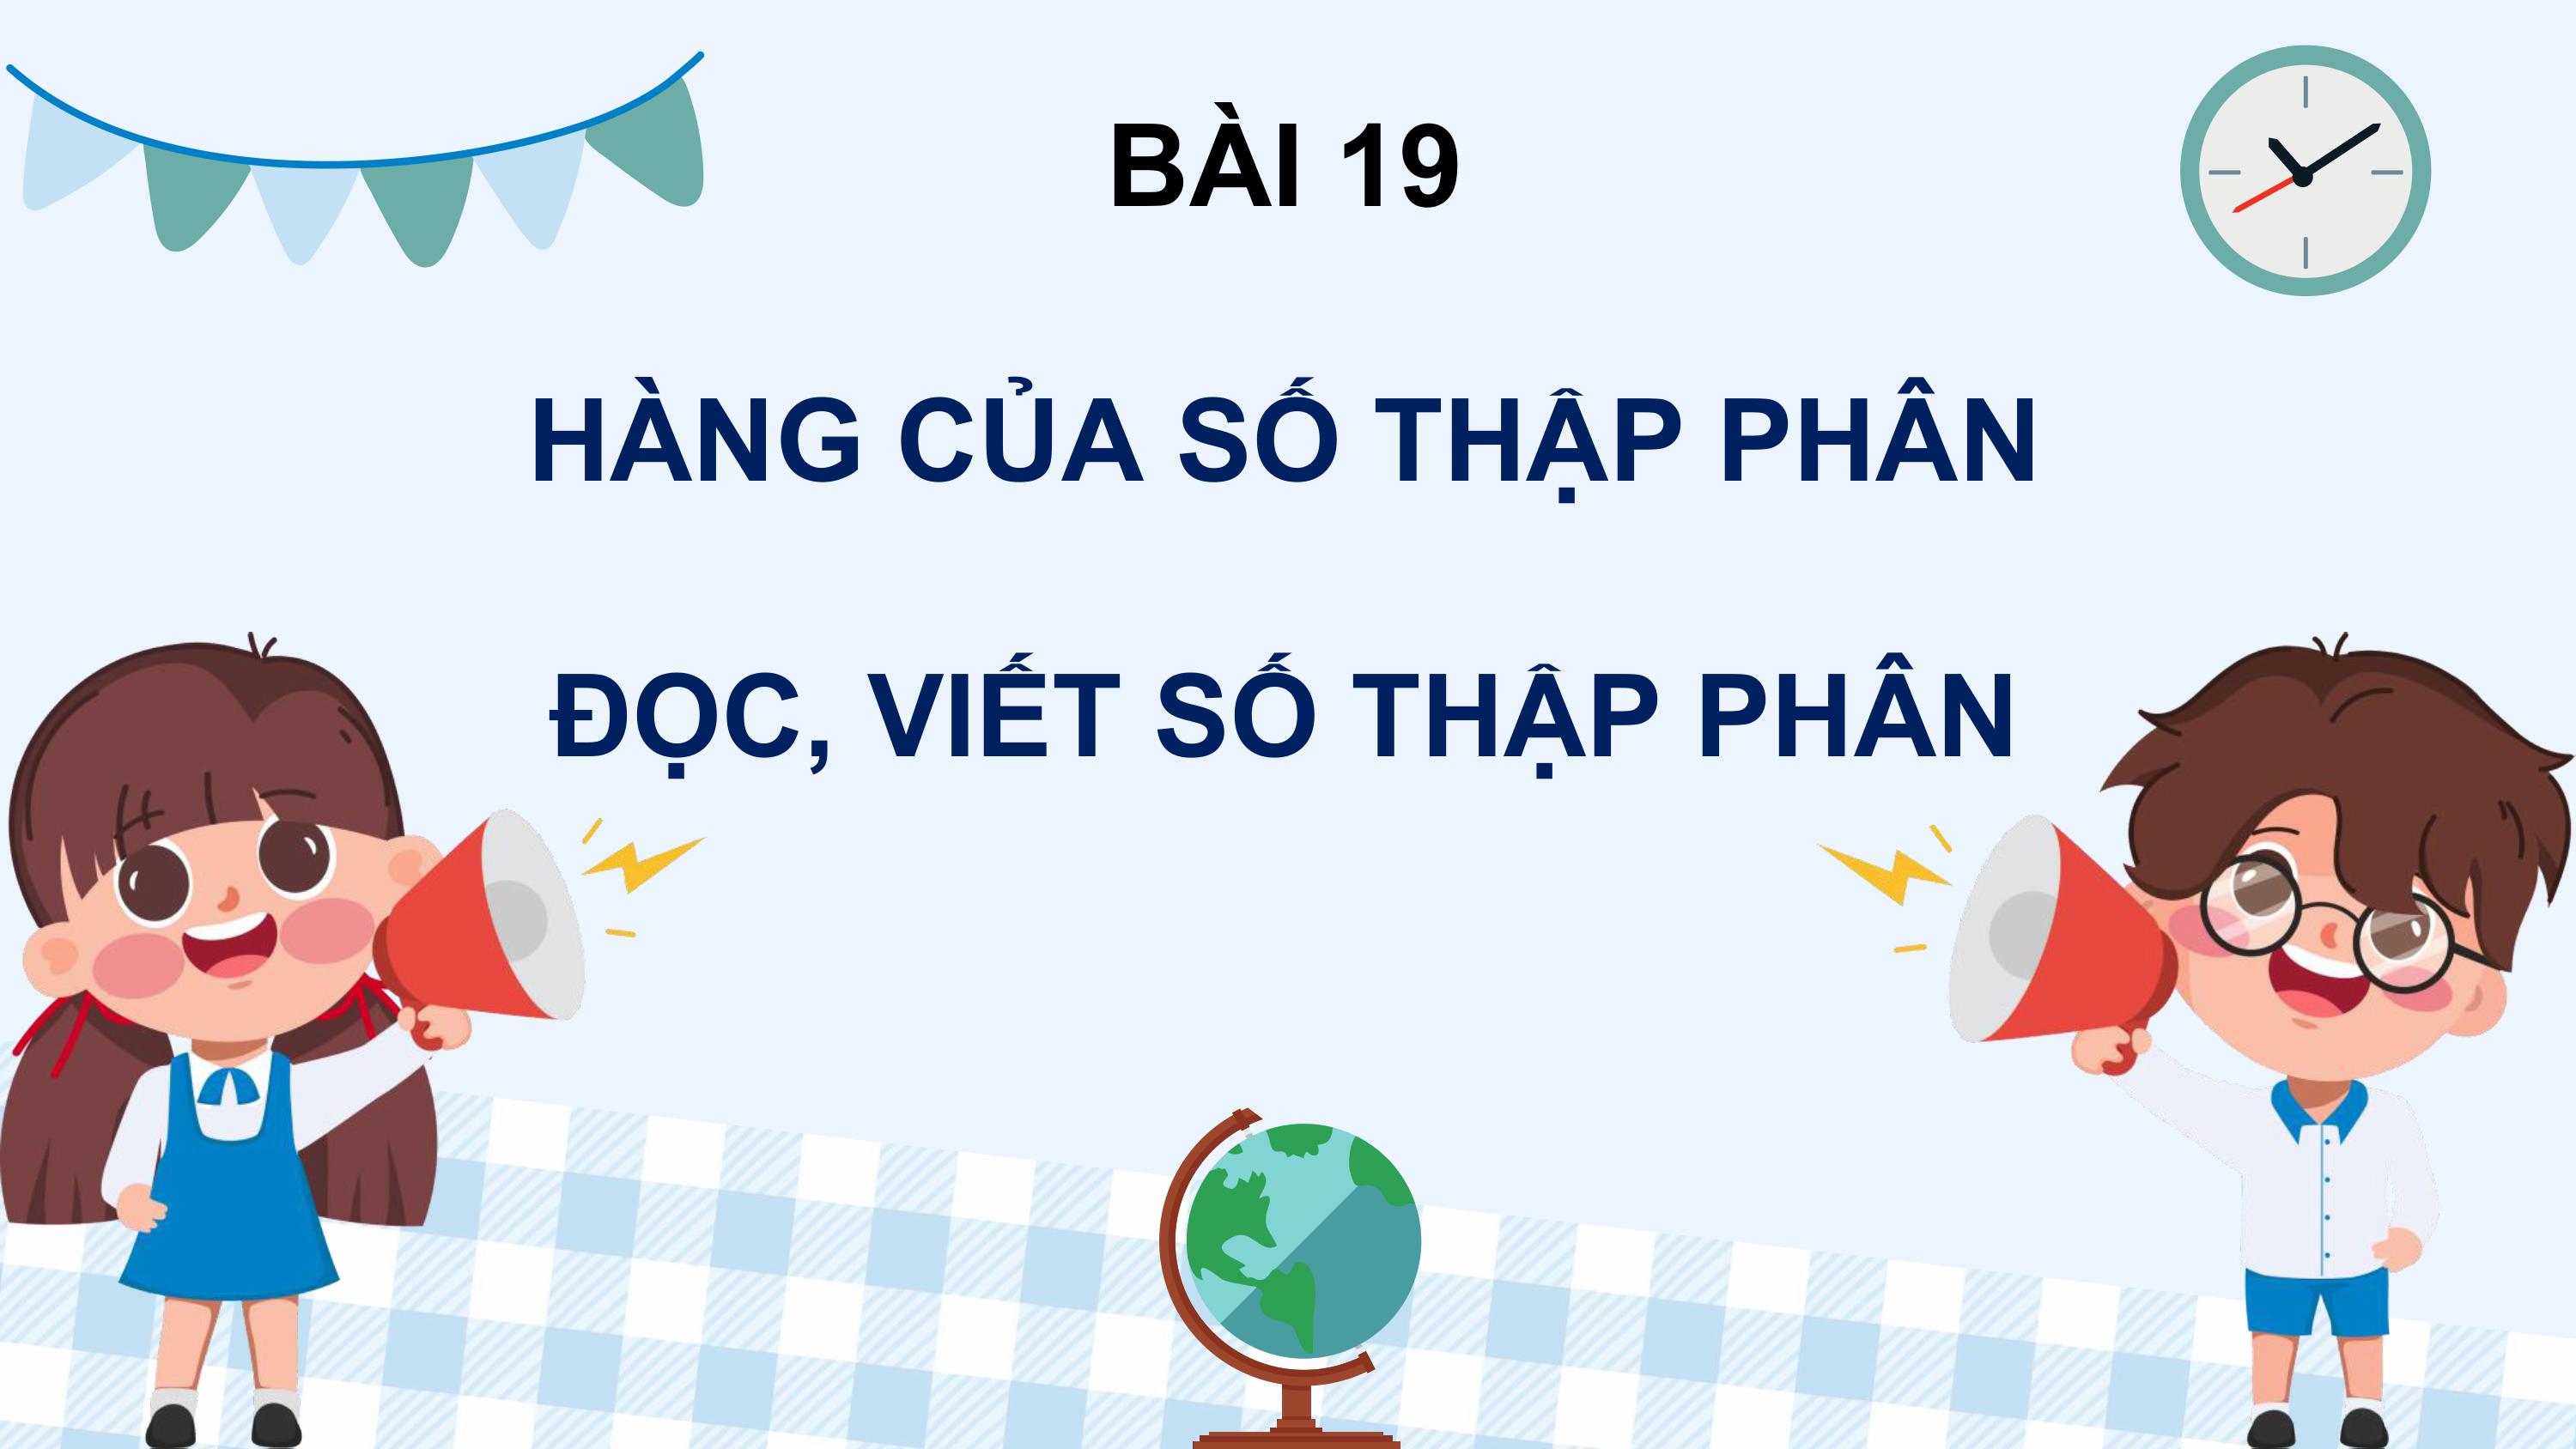 BÀI 19
HÀNG CỦA SỐ THẬP PHÂN
ĐỌC, VIẾT SỐ THẬP PHÂN